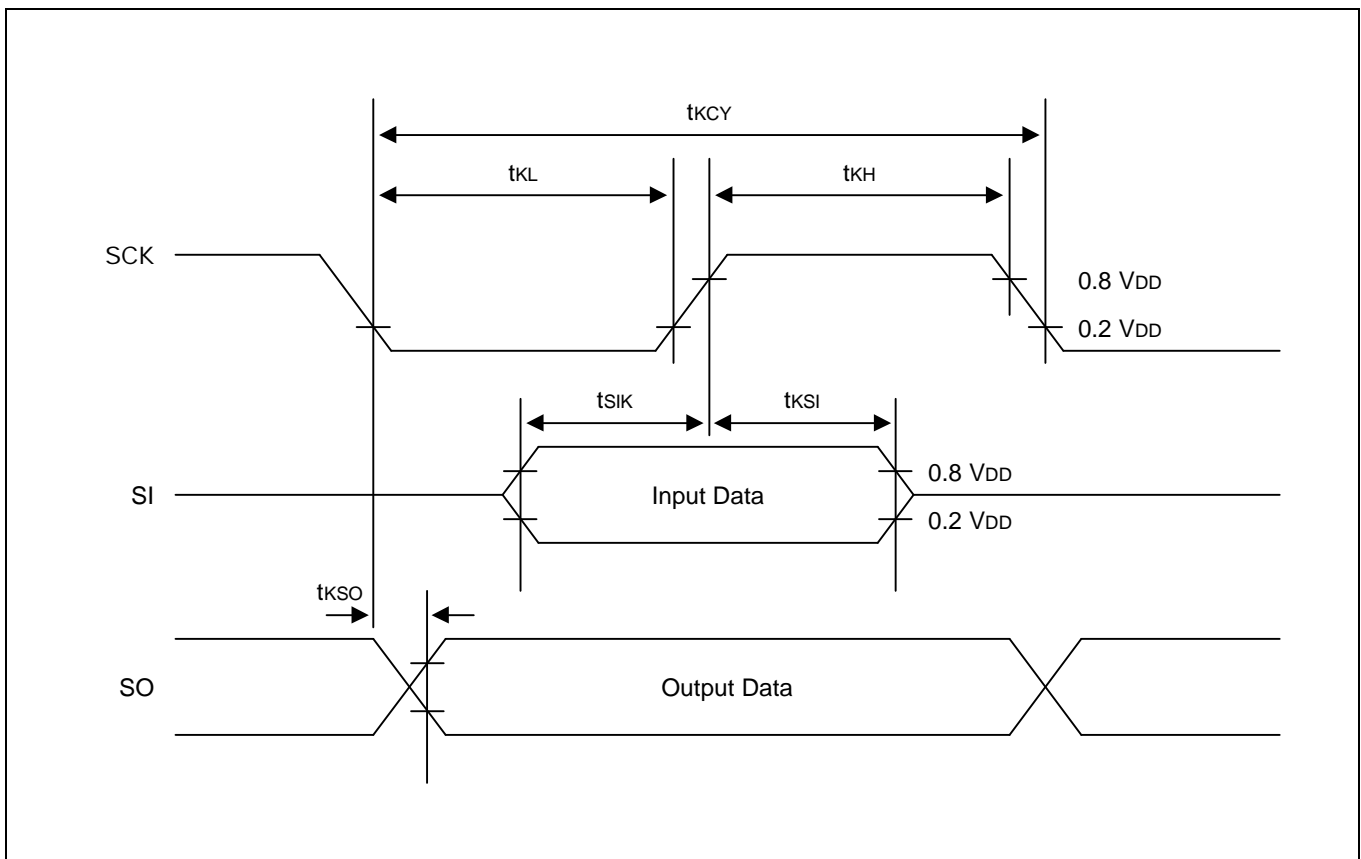 tKCY
tKL
tKH
SCK
0.8 VDD
0.2 VDD
tSIK
tKSI
0.8 VDD
SI
Input Data
0.2 VDD
tKSO
SO
Output Data